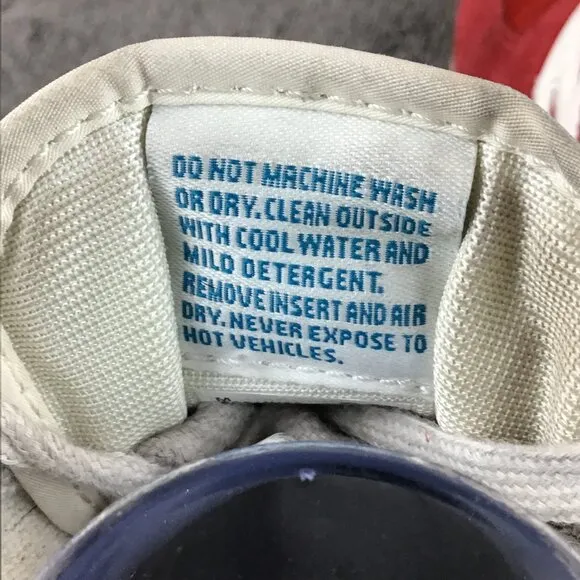 DO NOT MACHINE WASH
OR DRY. CLEAN OUTSIDE
WITH COOL WATER AND
MILD DETERGENT.
REMOVE INSERT AND AIR
DRY. NEVER EXPOSE TO
HOT VEHICLES.